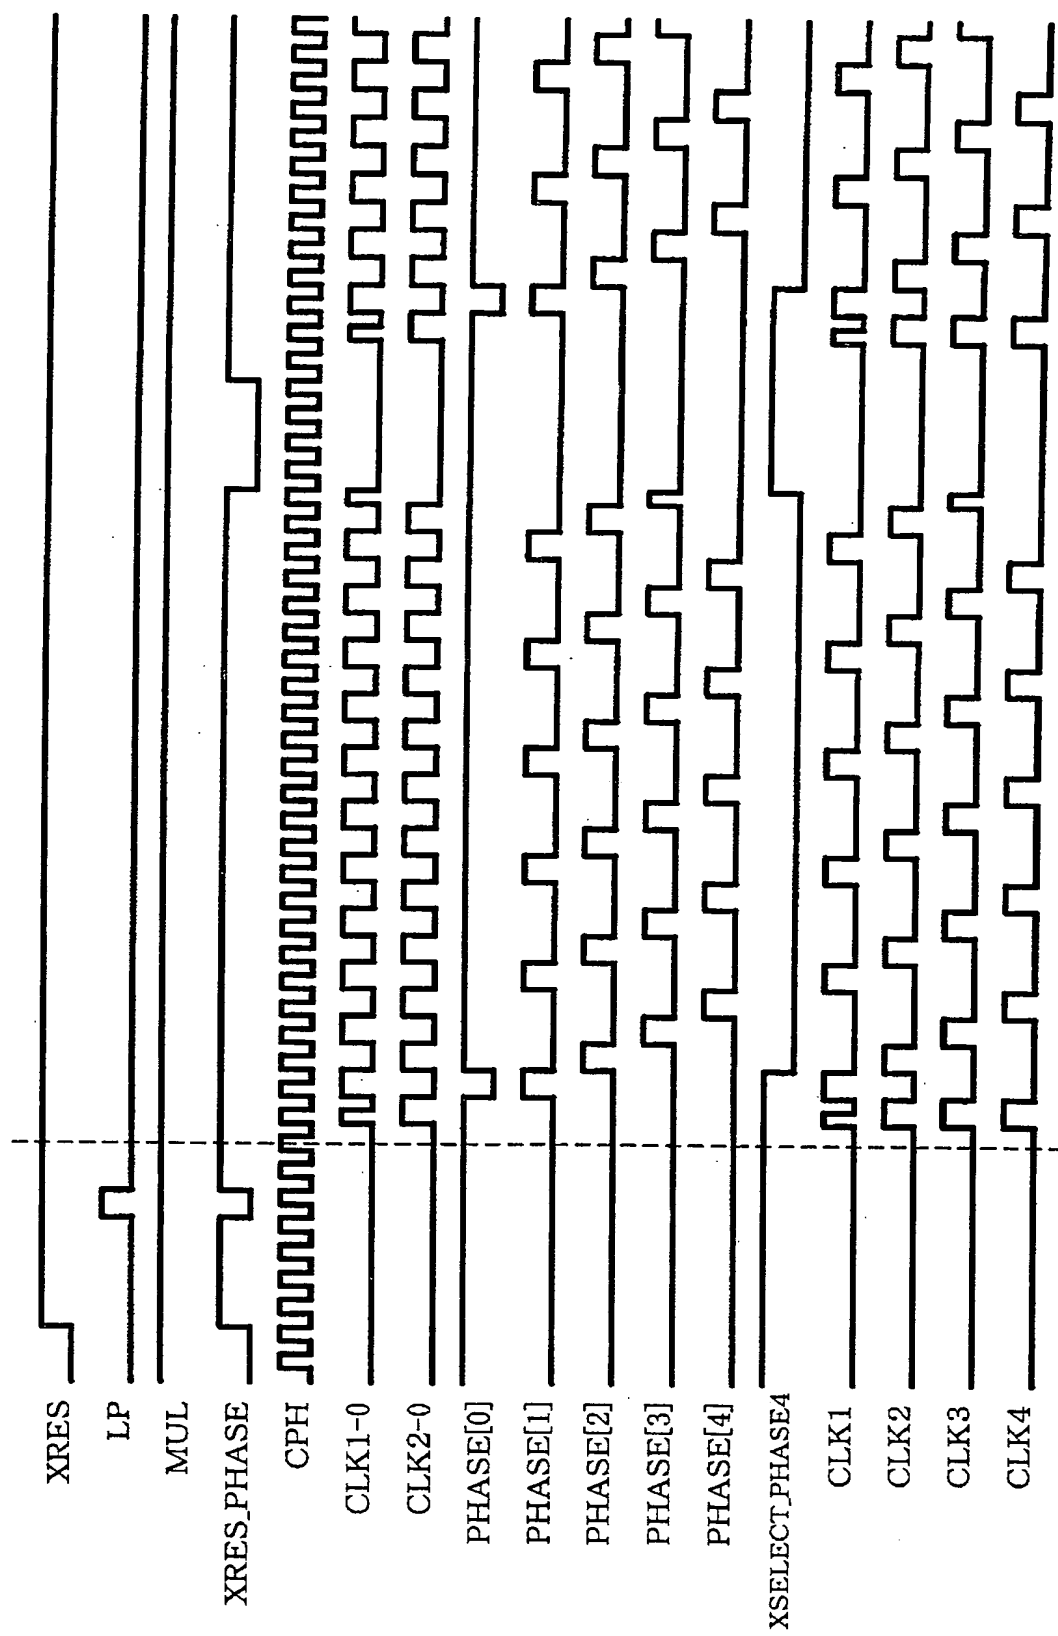 XRES
LP
MUL
XRES_PHASE
CPH
CLK1-0
CLK2-0
PHASE[0]
PHASE[1]
PHASE[2]
PHASE[3]
PHASE[4]
XSELECT_PHASE4
CLK1
CLK2
CLK3
CLK4